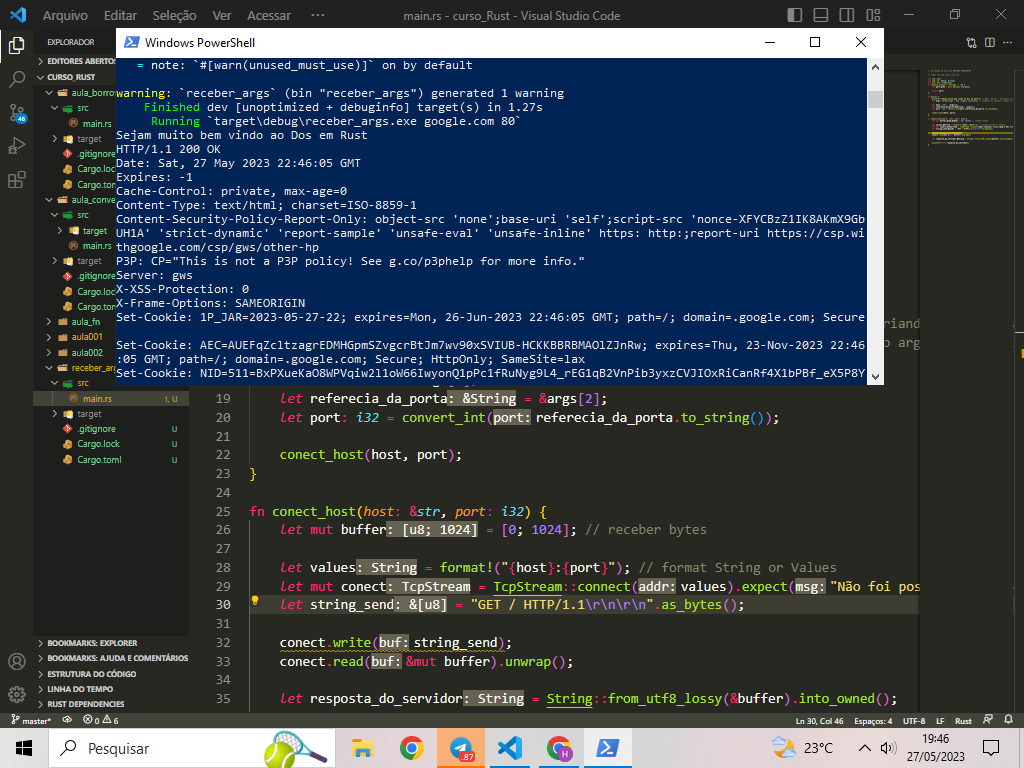 Arquivo Editar Seleção Ver Acessar ··· main.rs - curso_Rust - Visual Studio Code
EXPLORADOR
EDITORES ABERTOS
CURSO_RUST
aula_borro
src
main.rs
target
.gitignore
Cargo.loc
Cargo.ton
aula_conve
src
target
main.rs
target
.gitignore
Cargo.loc
Cargo.ton
aula_fn
aula001
aula002
receber_ar
src
main.rs 1, U
target
.gitignore U
Cargo.lock U
Cargo.toml U
BOOKMARKS: EXPLORER
BOOKMARKS: AJUDA E COMENTÁRIOS
ESTRUTURA DO CÓDIGO
LINHA DO TEMPO
RUST DEPENDENCIES
46
Windows PowerShell
= note: `#[warn(unused_must_use)]` on by default
warning: `receber_args` (bin "receber_args") generated 1 warning
Finished dev [unoptimized + debuginfo] target(s) in 1.27s
Running `target\debug\receber_args.exe google.com 80`
Sejam muito bem vindo ao Dos em Rust
HTTP/1.1 200 OK
Date: Sat, 27 May 2023 22:46:05 GMT
Expires: -1
Cache-Control: private, max-age=0
Content-Type: text/html; charset=ISO-8859-1
Content-Security-Policy-Report-Only: object-src 'none';base-uri 'self';script-src 'nonce-XFYCBzZ1IK8AKmX9Gb
UH1A' 'strict-dynamic' 'report-sample' 'unsafe-eval' 'unsafe-inline' https: http:;report-uri https://csp.wi
thgoogle.com/csp/gws/other-hp
P3P: CP="This is not a P3P policy! See g.co/p3phelp for more info."
Server: gws
X-XSS-Protection: 0
X-Frame-Options: SAMEORIGIN
Set-Cookie: 1P_JAR=2023-05-27-22; expires=Mon, 26-Jun-2023 22:46:05 GMT; path=/; domain=.google.com; Secure
Set-Cookie: AEC=AUEFqZcltzagrEDMHGpmSZvgcrBtJm7wv90xSVIUB-HCKKBBRBMAOlZJnRw; expires=Thu, 23-Nov-2023 22:46
:05 GMT; path=/; domain=.google.com; Secure; HttpOnly; SameSite=lax
Set-Cookie: NID=511=BxPXueKaO8WPVqiw2l1oW66IwyonQ1pPc1fRuNyg9L4_rEG1qB2VnPib3yxzCVJIOxRiCanRf4X1bPBf_eX5P8Y
riand
o arg
19 let referecia_da_porta: &String = &args[2];
20 let port: i32 = convert_int(port: referecia_da_porta.to_string());
21
22 conect_host(host, port);
23 }
24
25 fn conect_host(host: &str, port: i32) {
26 let mut buffer: [u8; 1024] = [0; 1024]; // receber bytes
27
28 let values: String = format!("{host}:{port}"); // format String or Values
29 let mut conect: TcpStream = TcpStream::connect(addr: values).expect(msg: "Não foi pos
30 let string_send: &[u8] = "GET / HTTP/1.1\r\n\r\n".as_bytes();
31
32 conect.write(buf: string_send);
33 conect.read(buf: &mut buffer).unwrap();
34
35 let resposta_do_servidor: String = String::from_utf8_lossy(&buffer).into_owned();
master* 0 6 Ln 30, Col 46 Espaços: 4 UTF-8 LF Rust
Pesquisar 87 H 23°C 19:46
27/05/2023